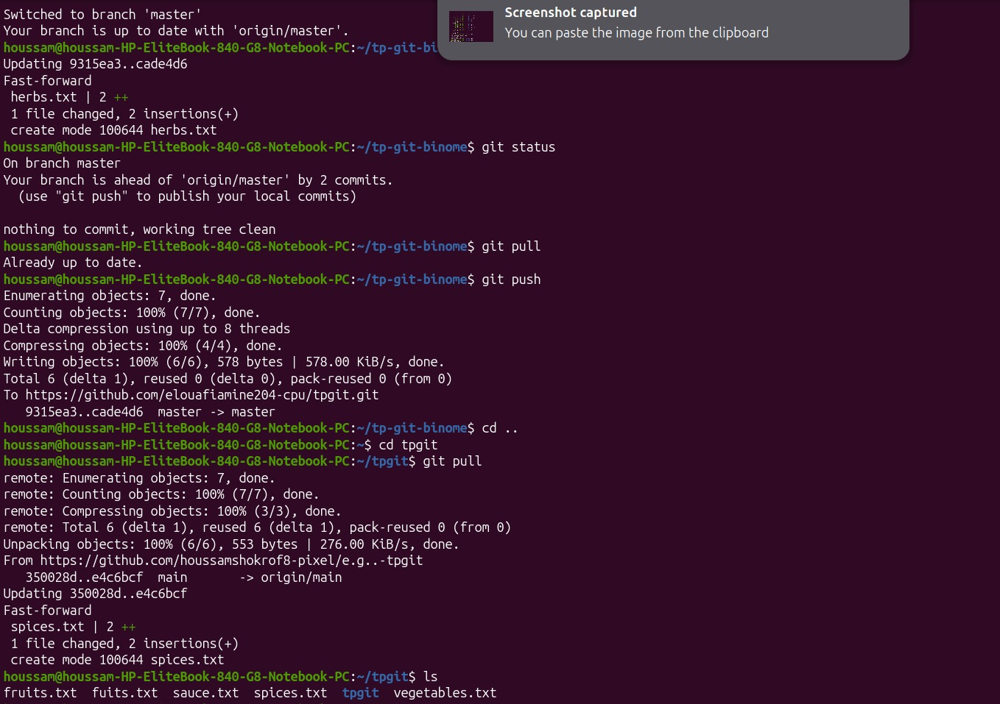 Switched to branch 'master'
Your branch is up to date with 'origin/master'.
Screenshot captured
You can paste the image from the clipboard
houssam@houssam-HP-EliteBook-840-G8-Notebook-PC:~/tp-git-bi
Updating 9315ea3..cade4d6
Fast-forward
 herbs.txt | 2 ++
 1 file changed, 2 insertions(+)
 create mode 100644 herbs.txt
houssam@houssam-HP-EliteBook-840-G8-Notebook-PC:~/tp-git-binome$ git status
On branch master
Your branch is ahead of 'origin/master' by 2 commits.
  (use "git push" to publish your local commits)

nothing to commit, working tree clean
houssam@houssam-HP-EliteBook-840-G8-Notebook-PC:~/tp-git-binome$ git pull
Already up to date.
houssam@houssam-HP-EliteBook-840-G8-Notebook-PC:~/tp-git-binome$ git push
Enumerating objects: 7, done.
Counting objects: 100% (7/7), done.
Delta compression using up to 8 threads
Compressing objects: 100% (4/4), done.
Writing objects: 100% (6/6), 578 bytes | 578.00 KiB/s, done.
Total 6 (delta 1), reused 0 (delta 0), pack-reused 0 (from 0)
To https://github.com/elouafiamine204-cpu/tpgit.git
   9315ea3..cade4d6  master -> master
houssam@houssam-HP-EliteBook-840-G8-Notebook-PC:~/tp-git-binome$ cd ..
houssam@houssam-HP-EliteBook-840-G8-Notebook-PC:~$ cd tpgit
houssam@houssam-HP-EliteBook-840-G8-Notebook-PC:~/tpgit$ git pull
remote: Enumerating objects: 7, done.
remote: Counting objects: 100% (7/7), done.
remote: Compressing objects: 100% (3/3), done.
remote: Total 6 (delta 1), reused 6 (delta 1), pack-reused 0 (from 0)
Unpacking objects: 100% (6/6), 553 bytes | 276.00 KiB/s, done.
From https://github.com/houssamshokrof8-pixel/e.g..-tpgit
   350028d..e4c6bcf  main       -> origin/main
Updating 350028d..e4c6bcf
Fast-forward
 spices.txt | 2 ++
 1 file changed, 2 insertions(+)
 create mode 100644 spices.txt
houssam@houssam-HP-EliteBook-840-G8-Notebook-PC:~/tpgit$ ls
fruits.txt  fuits.txt  sauce.txt  spices.txt  tpgit  vegetables.txt